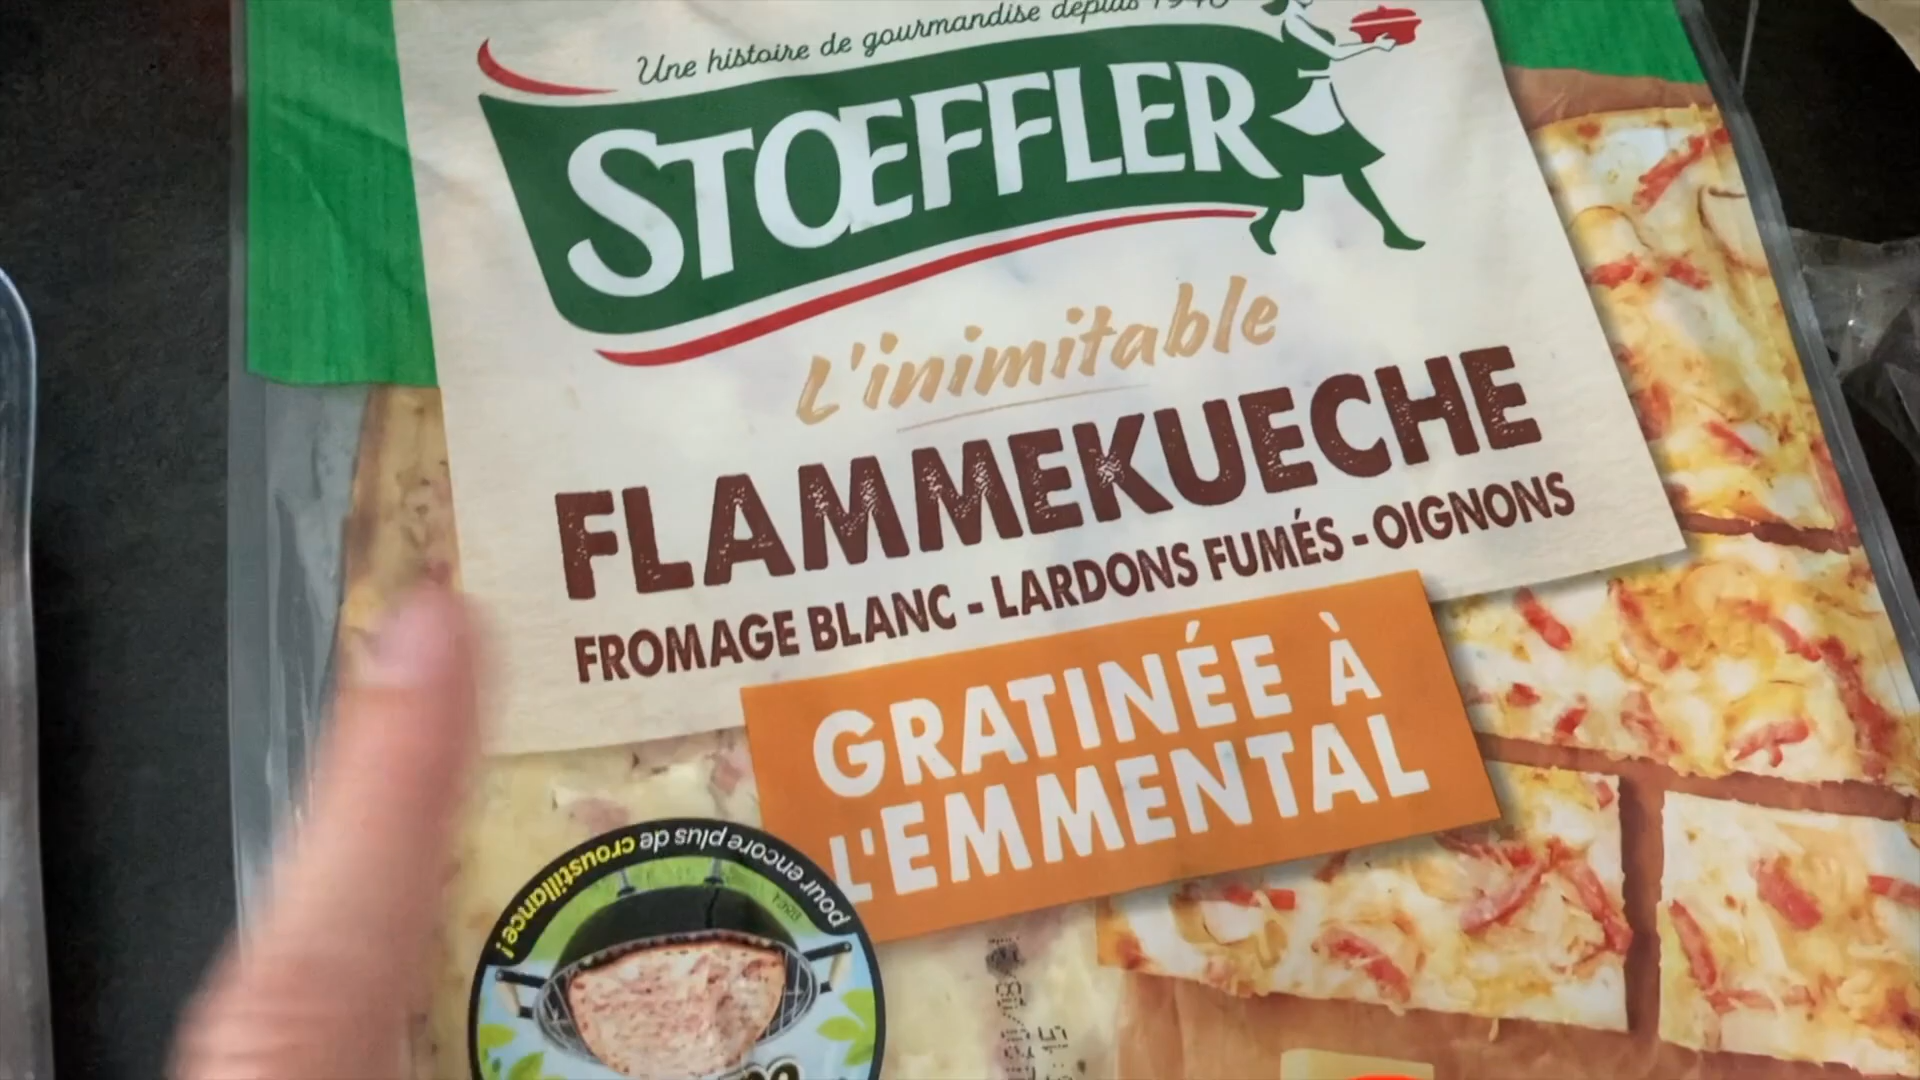 Une histoire de gourmandise depuis
STŒFFLER
L'inimitable
FLAMMEKUECHE
FROMAGE BLANC - LARDONS FUMÉS - OIGNONS
GRATINÉE À
L'EMMENTAL
pour encore plus de croustillance !